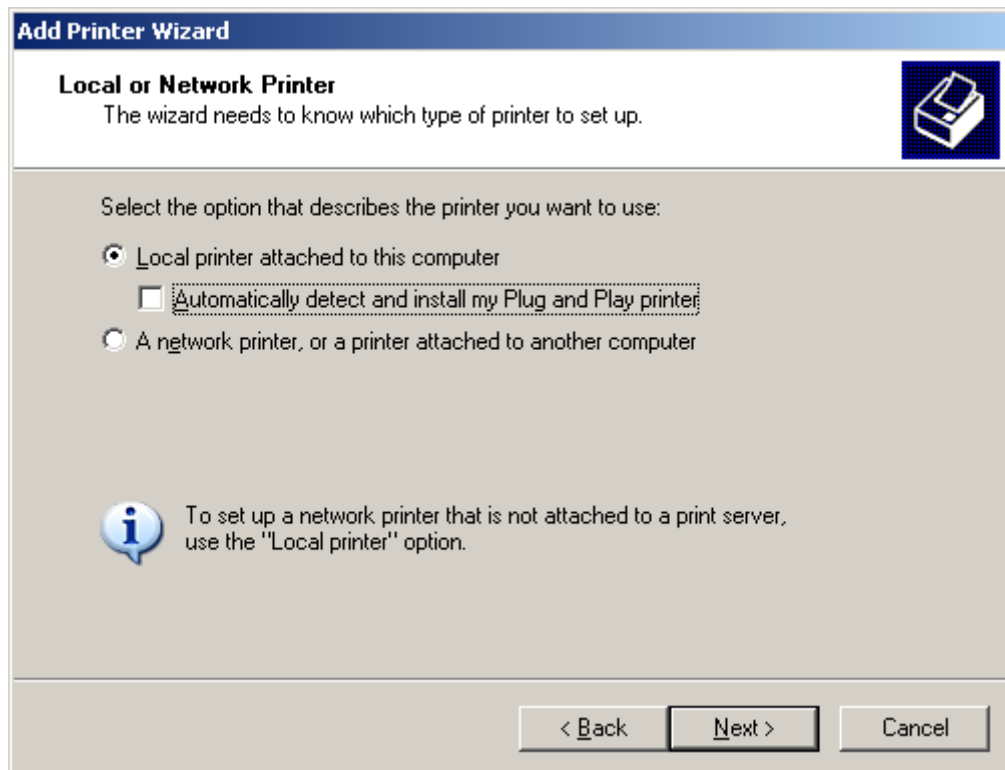 Add Printer Wizard
Local or Network Printer
The wizard needs to know which type of printer to set up.
Select the option that describes the printer you want to use:
Local printer attached to this computer
Automatically detect and install my Plug and Play printer
A network printer, or a printer attached to another computer
To set up a network printer that is not attached to a print server,
use the "Local printer" option.
< Back
Next >
Cancel